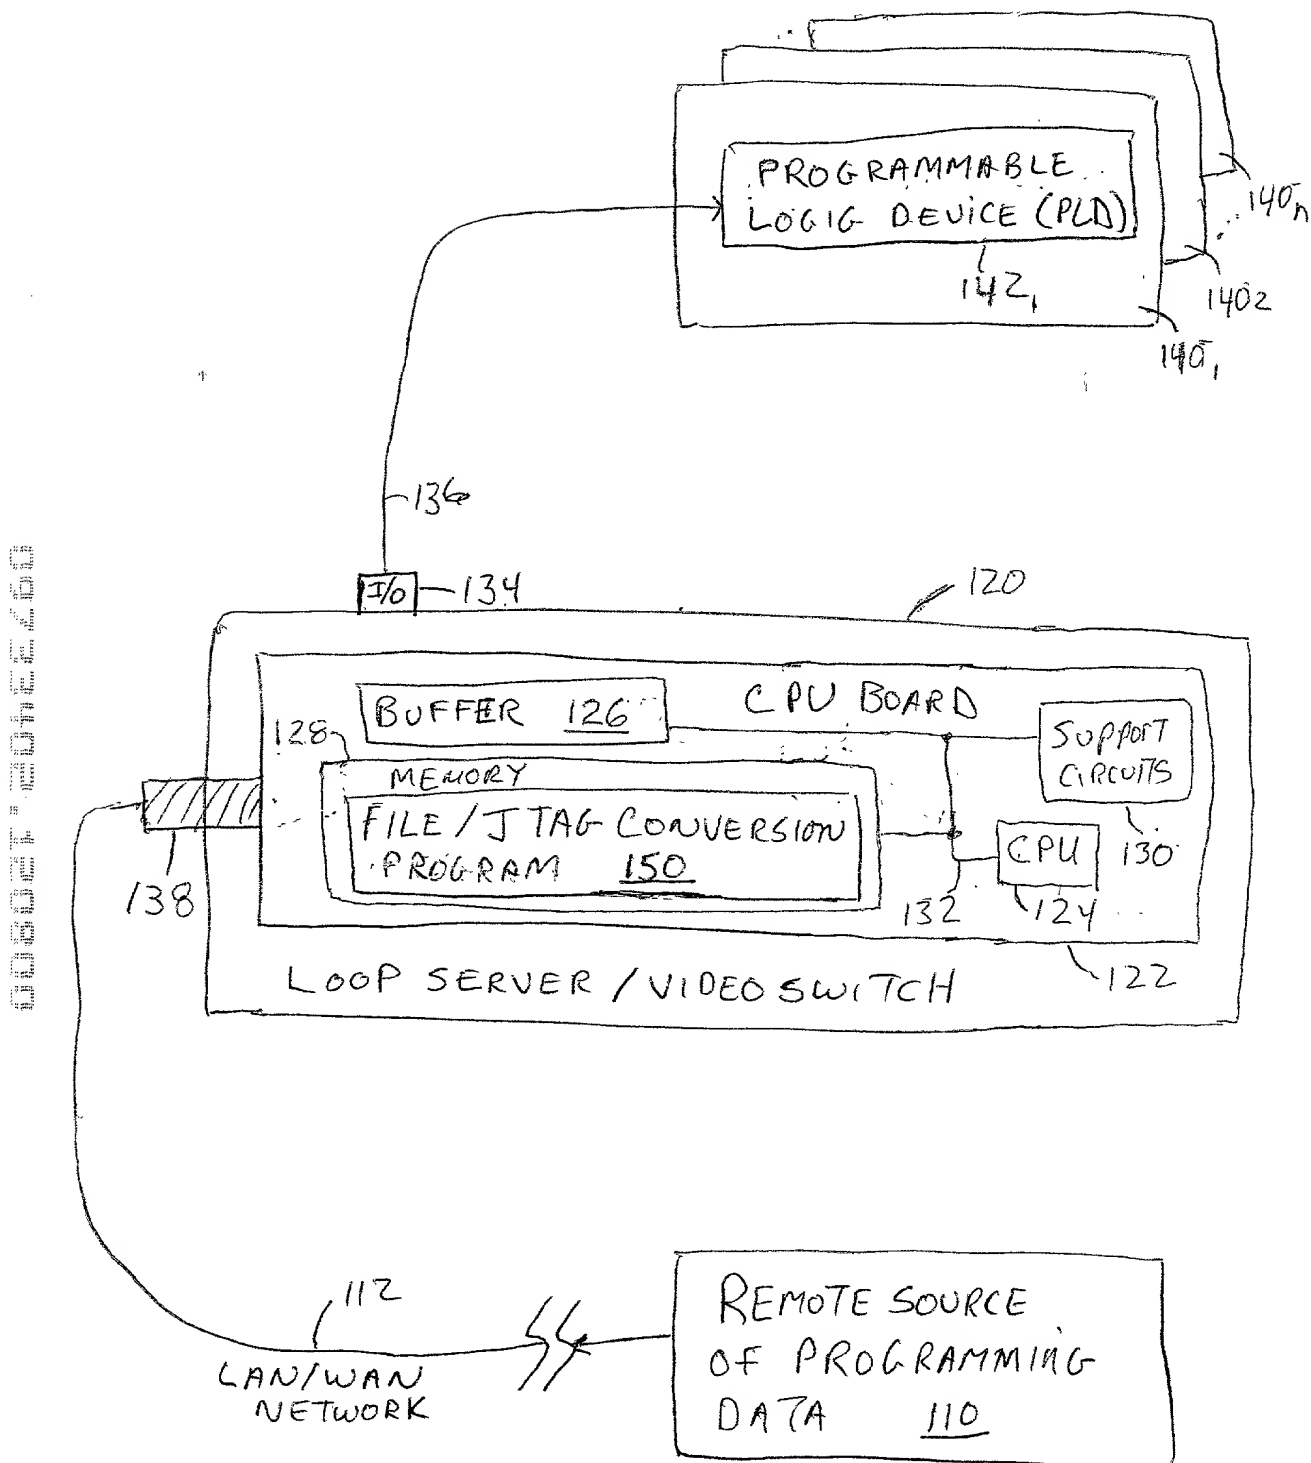 PROGRAMMABLE
LOGIC DEVICE (PLD)
142₁
140ₙ
140₂
140₁
136
I/O
134
120
BUFFER 126
CPU BOARD
SUPPORT
CIRCUITS
128
MEMORY
FILE / JTAG CONVERSION
PROGRAM 150
CPU
130
138
132
124
LOOP SERVER / VIDEO SWITCH
122
112
LAN/WAN
NETWORK
REMOTE SOURCE
OF PROGRAMMING
DATA 110
09733402.120800